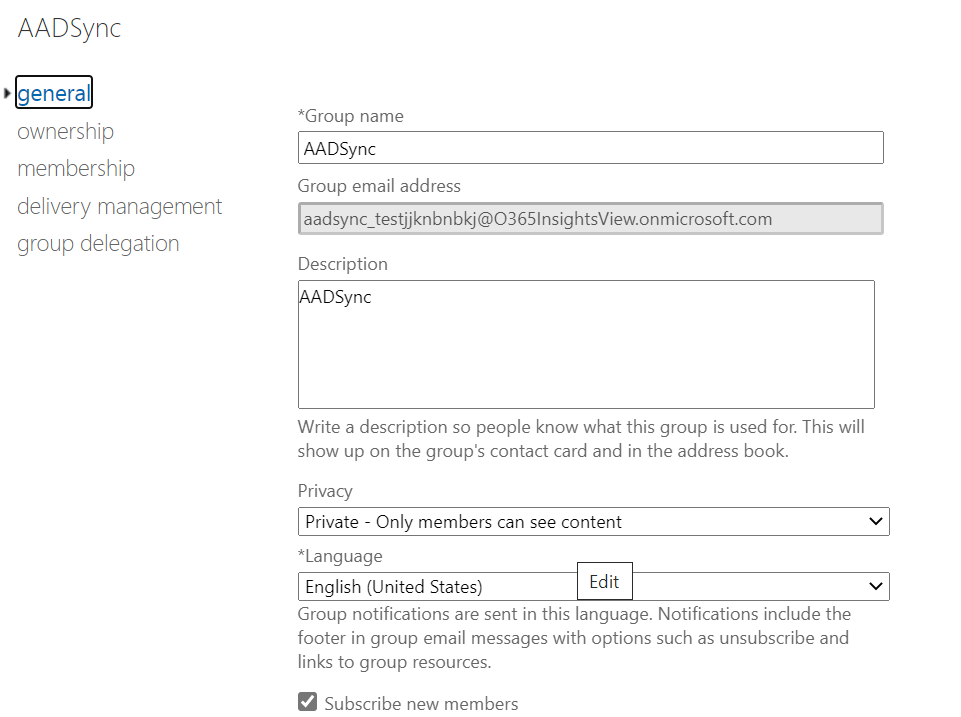 AADSync
general
ownership
membership
delivery management
group delegation
*Group name
AADSync
Group email address
aadsync_testjjknbnbkj@O365InsightsView.onmicrosoft.com
Description
AADSync
Write a description so people know what this group is used for. This will
show up on the group's contact card and in the address book.
Privacy
Private - Only members can see content
*Language
English (United States)
Edit
Group notifications are sent in this language. Notifications include the
footer in group email messages with options such as unsubscribe and
links to group resources.
Subscribe new members